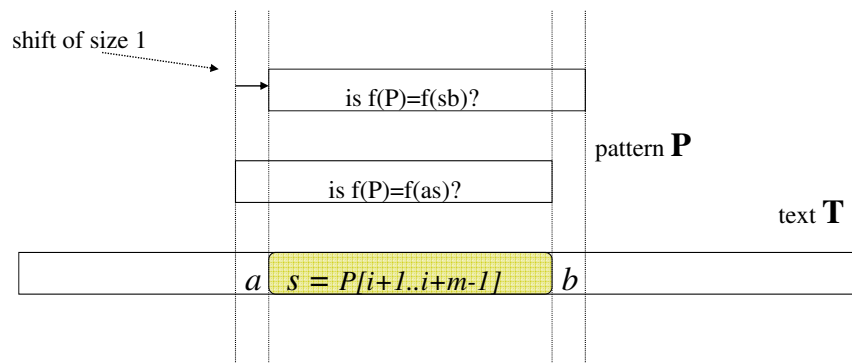 shift of size 1
is f(P)=f(sb)?
pattern P
is f(P)=f(as)?
text T
a s = P[i+1..i+m-1] b